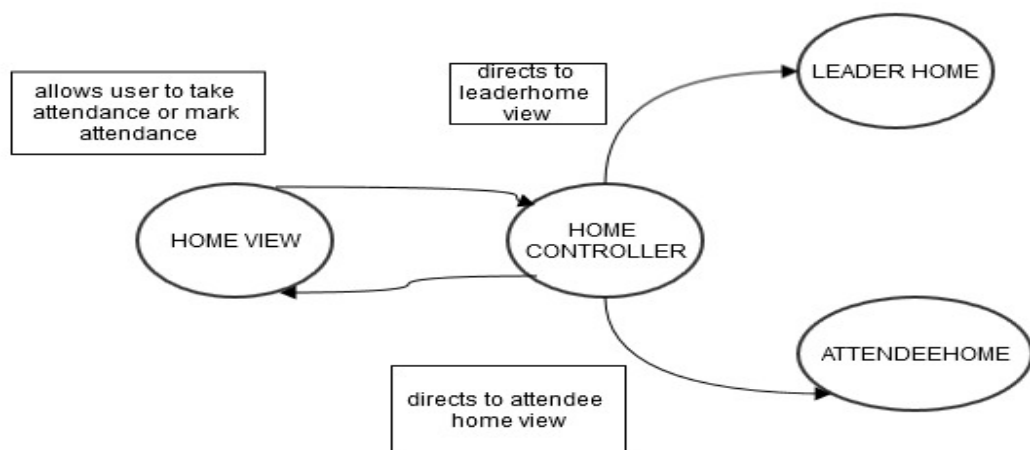 allows user to take
attendance or mark
attendance
directs to
leaderhome
view
LEADER HOME
HOME VIEW
HOME
CONTROLLER
ATTENDEEHOME
directs to attendee
home view